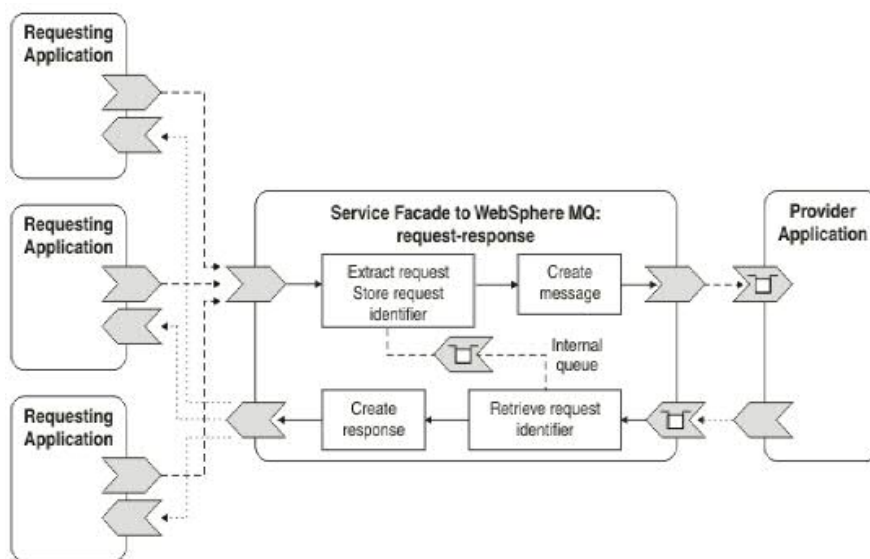 Requesting
Application
Requesting
Application
Requesting
Application
Service Facade to WebSphere MQ:
request-response
Extract request
Store request
identifier
Create
message
Internal
queue
Create
response
Retrieve request
identifier
Provider
Application